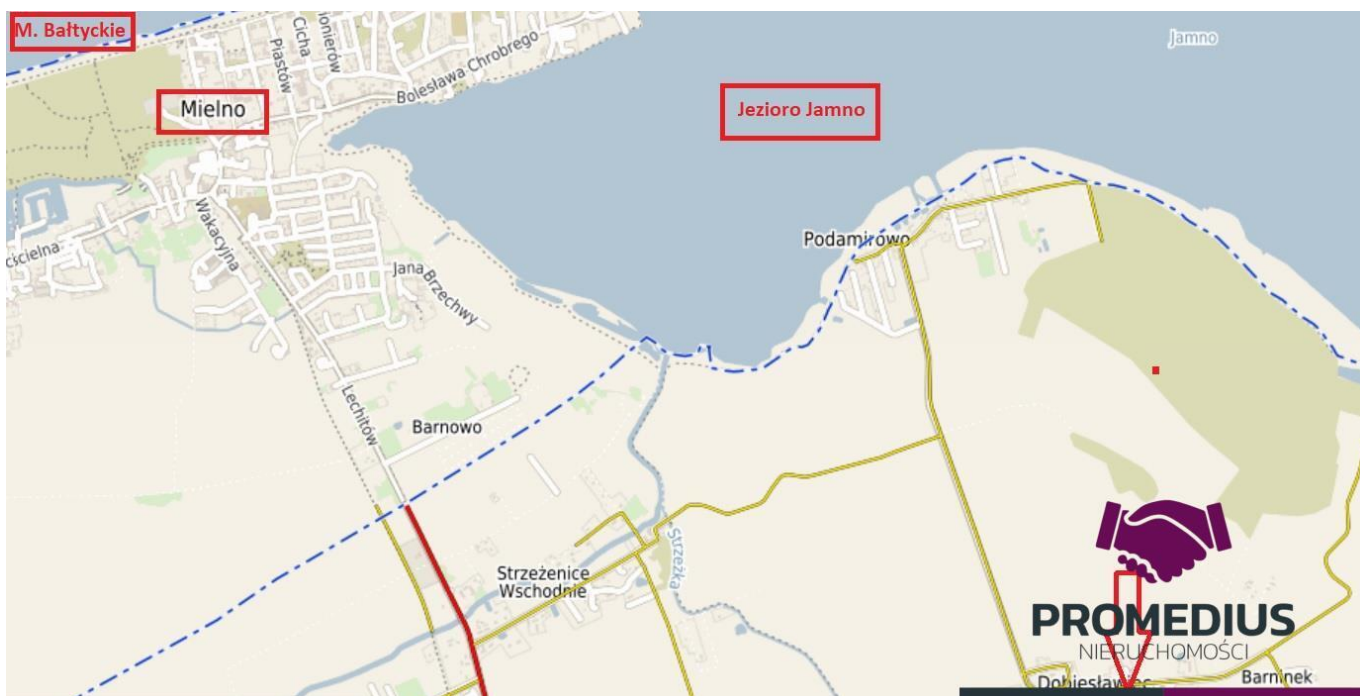 M. Bałtyckie
Jamno
Mielno
Piastów
Cicha
Bolesława Chrobrego
Jezioro Jamno
Wakacyjna
Podamirowo
Jana Brzechwy
Lechitów
Barnowo
Strzeżenice
Wschodnie
Strzeżka
PROMEDIUS
NIERUCHOMOŚCI
Dobiesławiec
Barninek